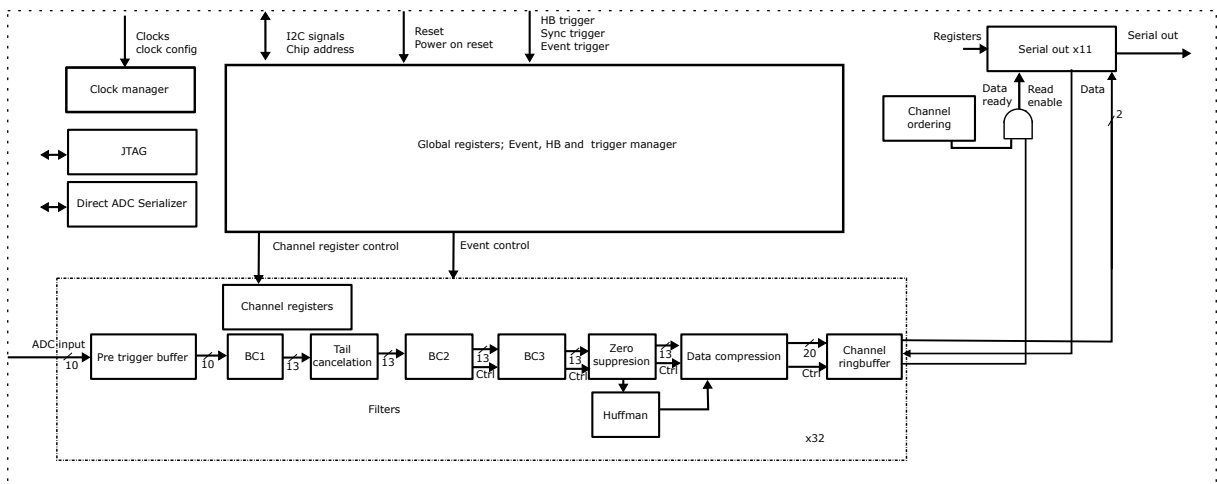 Clocks
clock config
I2C signals
Chip address
Reset
Power on reset
HB trigger
Sync trigger
Event trigger
Registers
Serial out x11
Serial out
Clock manager
Data
ready
Read
enable
Data
Channel
ordering
2
JTAG
Global registers; Event, HB and trigger manager
Direct ADC Serializer
Channel register control
Event control
Channel registers
ADC input
10
Pre trigger buffer
10
BC1
13
Tail
cancelation
13
BC2
13
Ctrl
BC3
13
Ctrl
Zero
suppresion
13
Ctrl
Data compression
20
Ctrl
Channel
ringbuffer
Filters
Huffman
x32